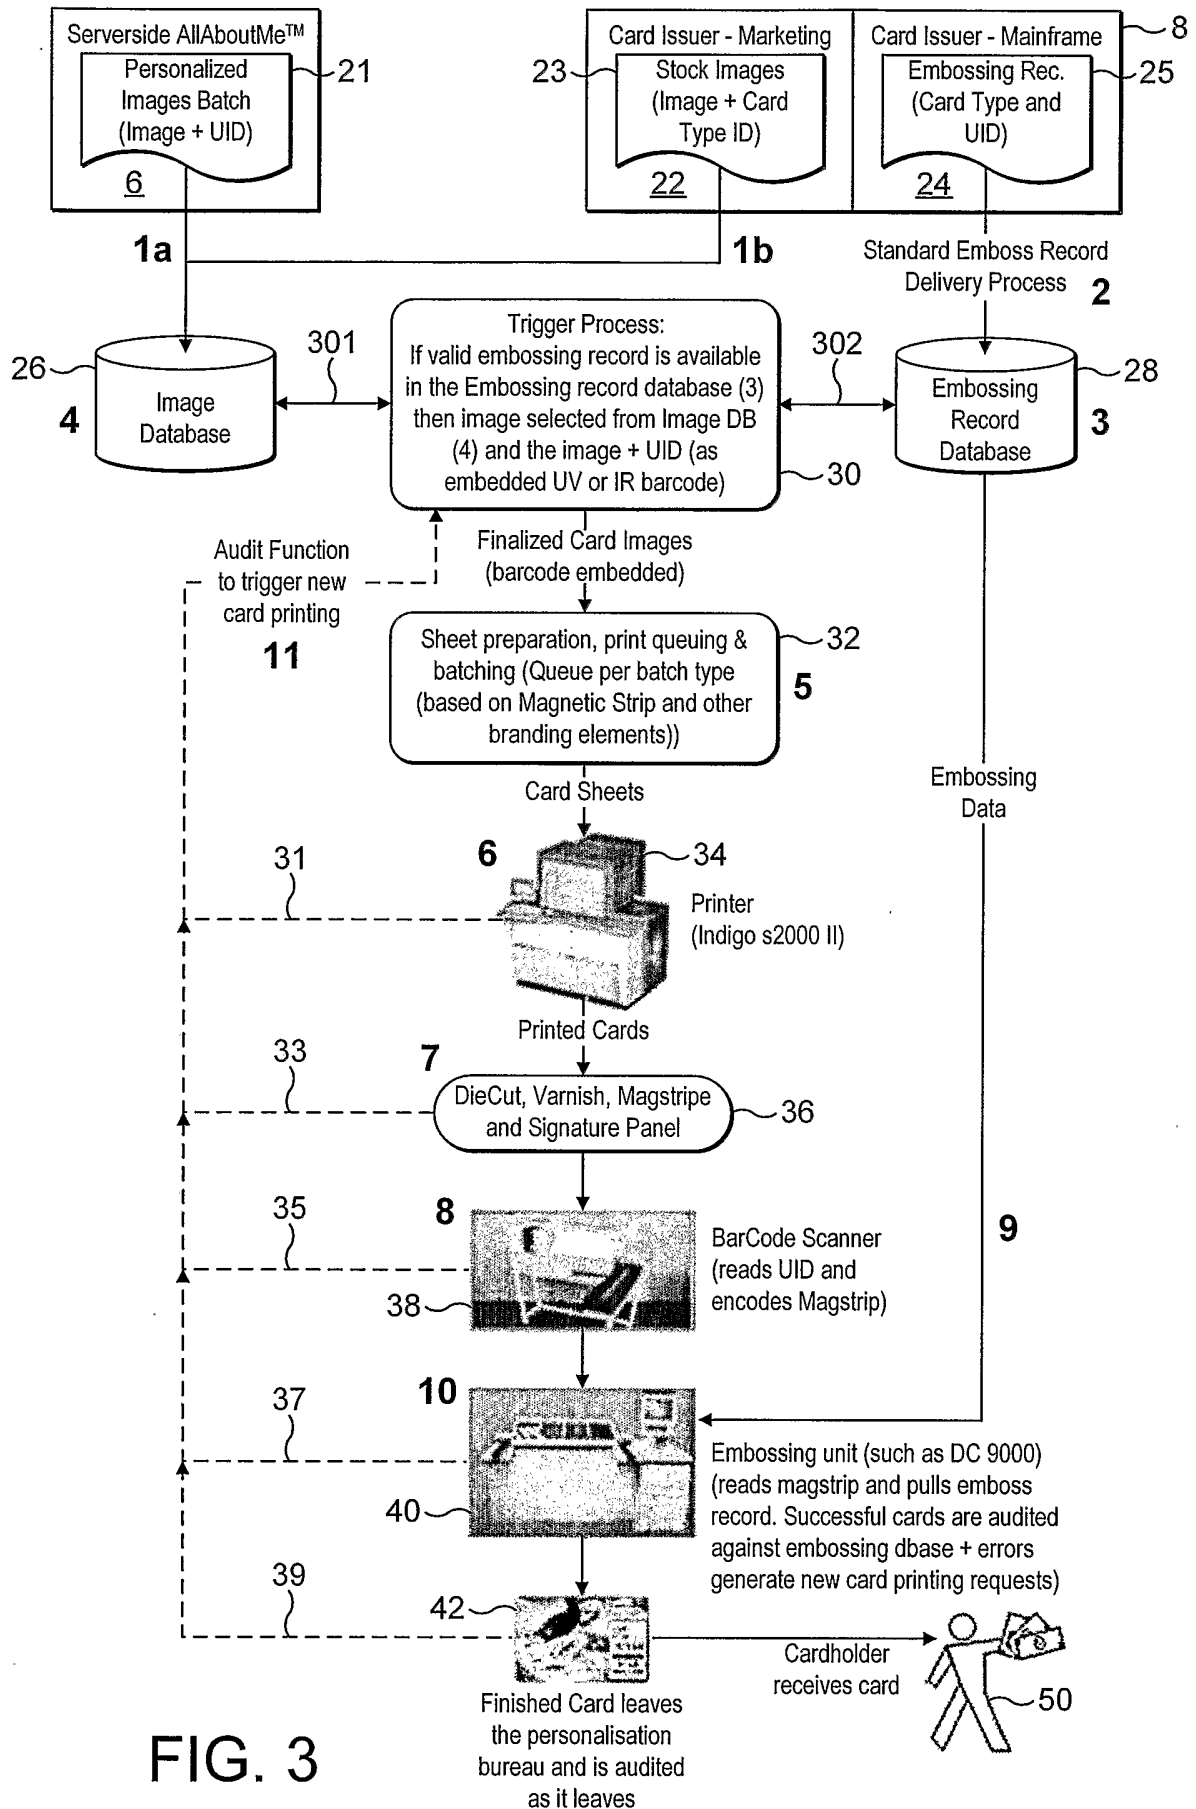 Serverside AllAboutMe™
Personalized
Images Batch
(Image + UID)
21
6
Card Issuer - Marketing
23
Stock Images
(Image + Card
Type ID)
22
Card Issuer - Mainframe
8
Embossing Rec.
(Card Type and
UID)
25
24
1a
1b
Standard Emboss Record
Delivery Process
2
26
4
Image
Database
301
Trigger Process:
If valid embossing record is available
in the Embossing record database (3)
then image selected from Image DB
(4) and the image + UID (as
embedded UV or IR barcode)
30
302
Embossing
Record
Database
28
3
Audit Function
to trigger new
card printing
11
Finalized Card Images
(barcode embedded)
Sheet preparation, print queuing &
batching (Queue per batch type
(based on Magnetic Strip and other
branding elements))
32
5
Card Sheets
Embossing
Data
31
6
34
Printer
(Indigo s2000 II)
Printed Cards
33
7
DieCut, Varnish, Magstripe
and Signature Panel
36
35
8
38
BarCode Scanner
(reads UID and
encodes Magstrip)
9
37
10
40
Embossing unit (such as DC 9000)
(reads magstrip and pulls emboss
record. Successful cards are audited
against embossing dbase + errors
generate new card printing requests)
39
42
Cardholder
receives card
50
Finished Card leaves
the personalisation
bureau and is audited
as it leaves
FIG. 3